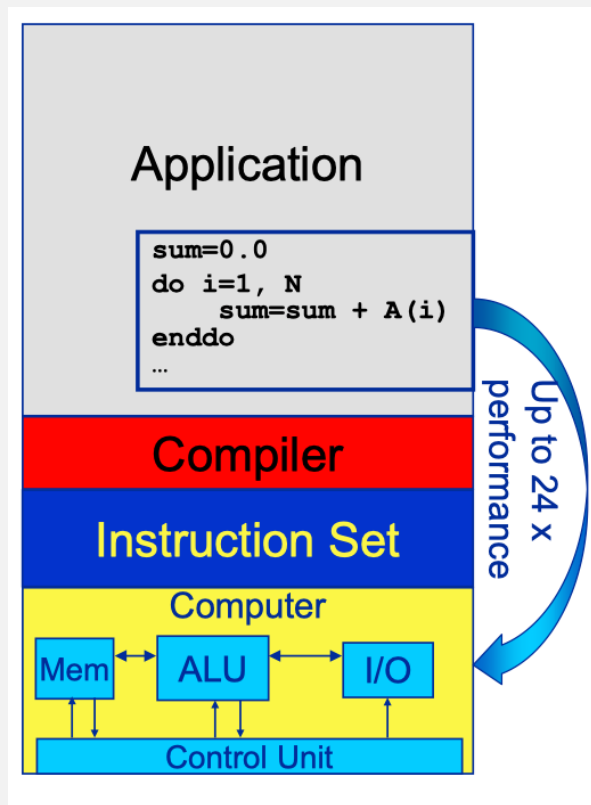 Application
sum=0.0
do i=1, N
    sum=sum + A(i)
enddo
…
Up to 24 x
performance
Compiler
Instruction Set
Computer
Mem
ALU
I/O
Control Unit